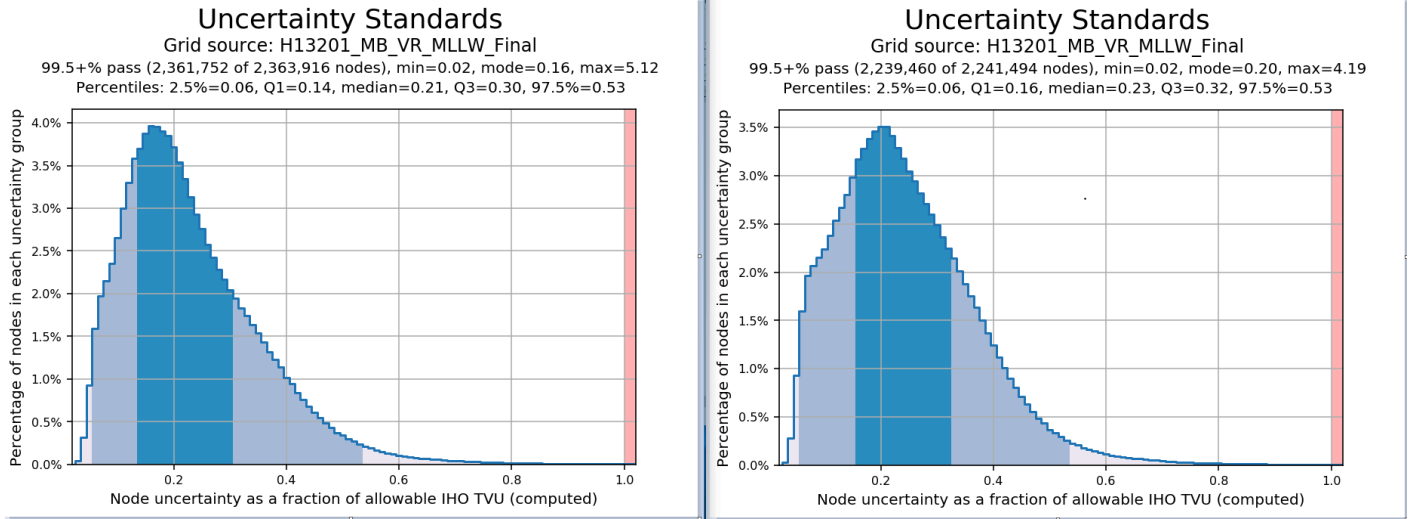 Uncertainty Standards
Grid source: H13201_MB_VR_MLLW_Final
99.5+% pass (2,361,752 of 2,363,916 nodes), min=0.02, mode=0.16, max=5.12
Percentiles: 2.5%=0.06, Q1=0.14, median=0.21, Q3=0.30, 97.5%=0.53
Percentage of nodes in each uncertainty group
4.0%
3.5%
3.0%
2.5%
2.0%
1.5%
1.0%
0.5%
0.0%
0.2 0.4 0.6 0.8 1.0
Node uncertainty as a fraction of allowable IHO TVU (computed)
Uncertainty Standards
Grid source: H13201_MB_VR_MLLW_Final
99.5+% pass (2,239,460 of 2,241,494 nodes), min=0.02, mode=0.20, max=4.19
Percentiles: 2.5%=0.06, Q1=0.16, median=0.23, Q3=0.32, 97.5%=0.53
Percentage of nodes in each uncertainty group
3.5%
3.0%
2.5%
2.0%
1.5%
1.0%
0.5%
0.0%
0.2 0.4 0.6 0.8 1.0
Node uncertainty as a fraction of allowable IHO TVU (computed)